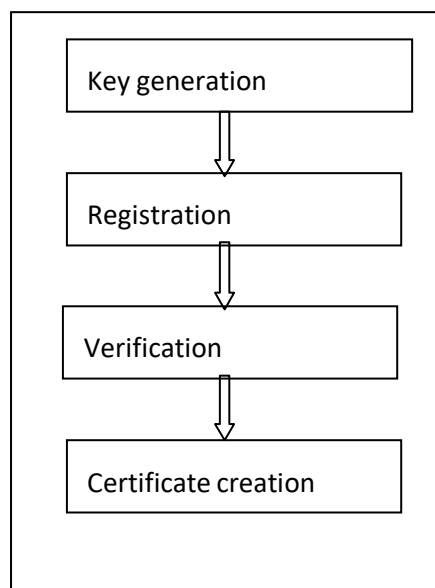 Key generation
Registration
Verification
Certificate creation